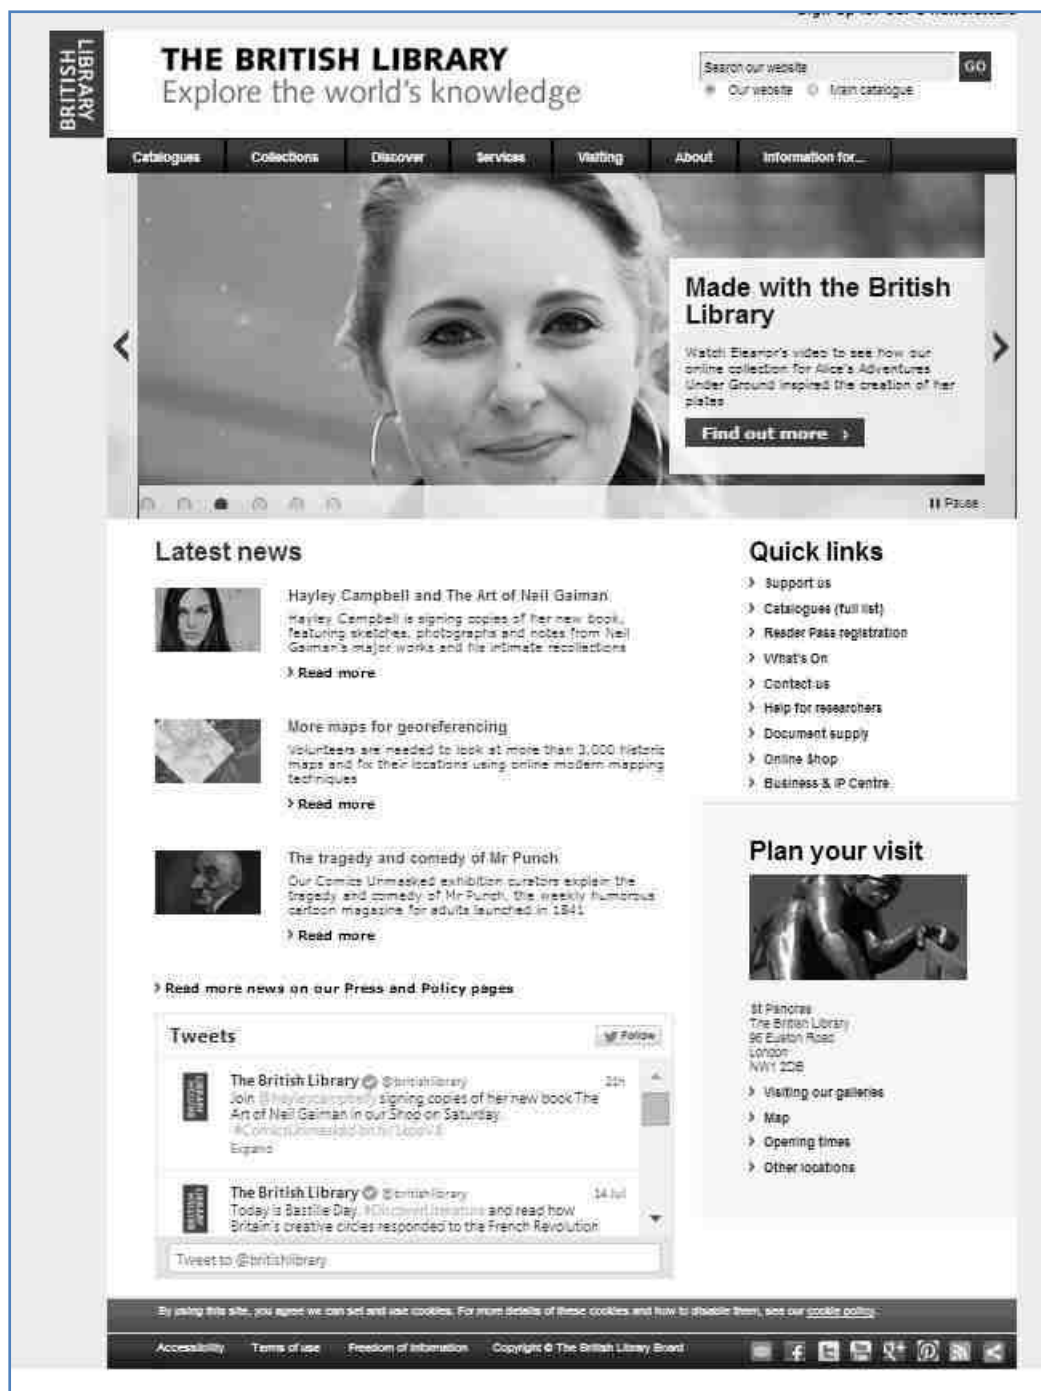 Sign up for our e-newsletters
LIBRARY
BRITISH
THE BRITISH LIBRARY
Explore the world's knowledge
Search our website
GO
Our website
Main catalogue
Catalogues
Collections
Discover
Services
Visiting
About
Information for...
Made with the British
Library
Watch Eleanor's video to see how our
online collection for Alice's Adventures
Under Ground inspired the creation of her
plates
Find out more
Pause
Latest news
Hayley Campbell and The Art of Neil Gaiman
Hayley Campbell is signing copies of her new book,
featuring sketches, photographs and notes from Neil
Gaiman's major works and his intimate recollections
Read more
More maps for georeferencing
Volunteers are needed to look at more than 3,000 historic
maps and fix their locations using online modern mapping
techniques
Read more
The tragedy and comedy of Mr Punch
Our Comics Unmasked exhibition curators explain the
tragedy and comedy of Mr Punch, the weekly humorous
cartoon magazine for adults launched in 1841
Read more
Read more news on our Press and Policy pages
Tweets
Follow
The British Library @britishlibrary 21h
Join @hayleycampbell signing copies of her new book The
Art of Neil Gaiman in our Shop on Saturday.
#ComicsUnmasked
Expand
The British Library @britishlibrary 14 Jul
Today is Bastille Day. #DiscoverLiterature and read how
Britain's creative circles responded to the French Revolution
Tweet to @britishlibrary
Quick links
Support us
Catalogues (full list)
Reader Pass registration
What's On
Contact us
Help for researchers
Document supply
Online Shop
Business & IP Centre
Plan your visit
St Pancras
The British Library
96 Euston Road
London
NW1 2DB
Visiting our galleries
Map
Opening times
Other locations
By using this site, you agree we can set and use cookies. For more details of these cookies and how to disable them, see our cookie policy.
Accessibility
Terms of use
Freedom of Information
Copyright © The British Library Board